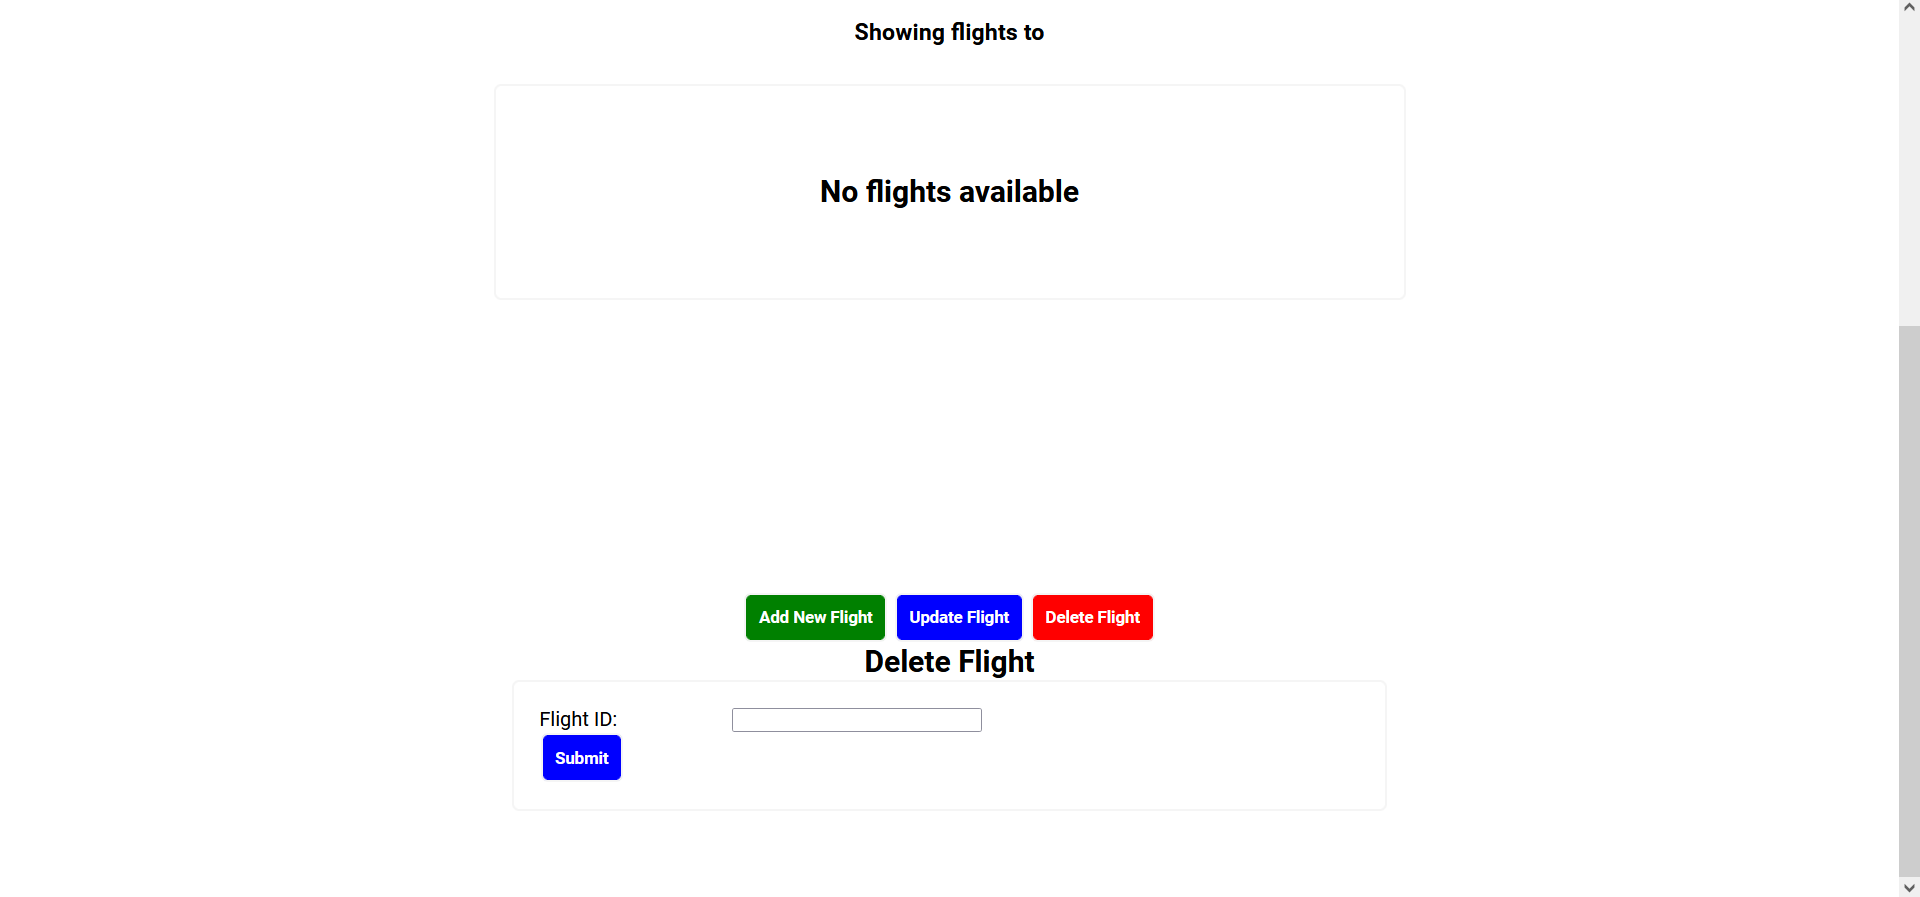 Showing flights to
No flights available
Add New Flight Update Flight Delete Flight
Delete Flight
Flight ID:
Submit